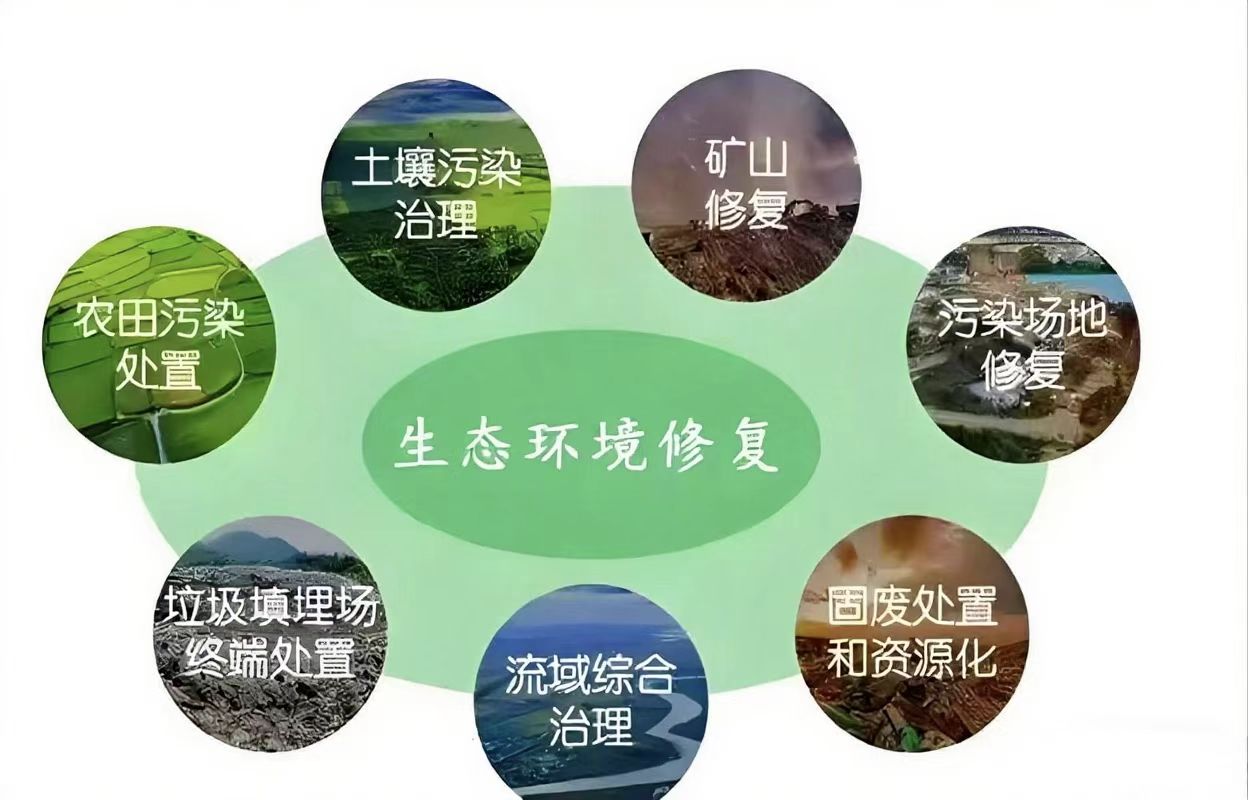 土壤污染
治理
矿山
修复
农田污染
处置
污染场地
修复
生态环境修复
垃圾填埋场
终端处置
流域综合
治理
固废处置
和资源化